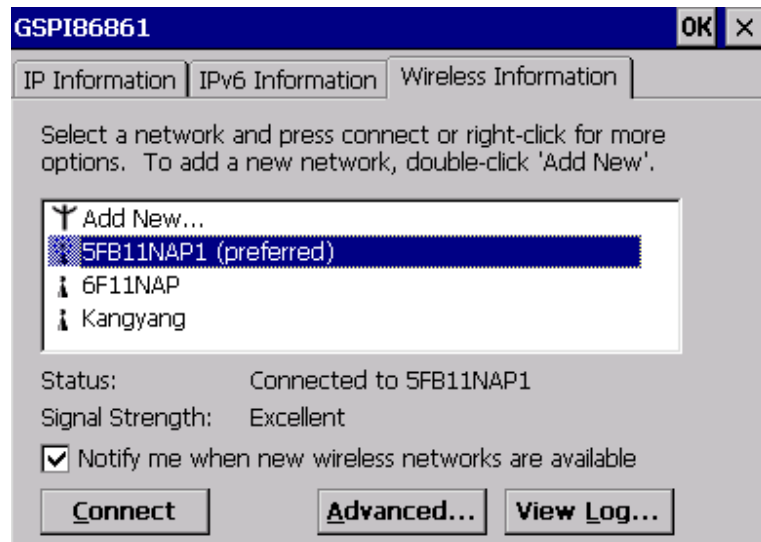 GSPI86861 OK ×
IP Information IPv6 Information Wireless Information
Select a network and press connect or right-click for more
options. To add a new network, double-click 'Add New'.
Add New...
5FB11NAP1 (preferred)
6F11NAP
Kangyang
Status: Connected to 5FB11NAP1
Signal Strength: Excellent
Notify me when new wireless networks are available
Connect Advanced... View Log...